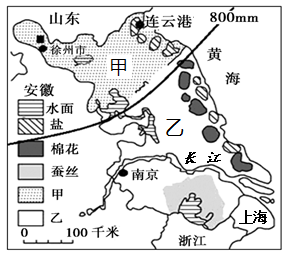 山东
连云港
800mm
徐州市
黄
海
甲
安徽
水面
盐
棉花
蚕丝
甲
乙
乙
长江
南京
上海
浙江
0 100 千米